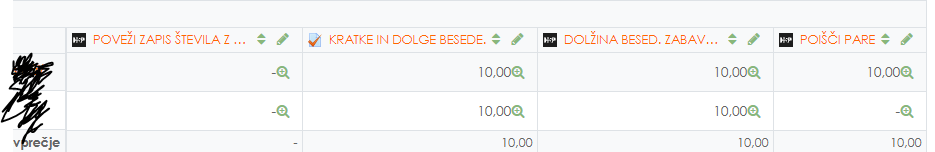 H-P POVEŽI ZAPIS ŠTEVILA Z ... KRATKE IN DOLGE BESEDE. H-P DOLŽINA BESED. ZABAV... H-P POIŠČI PARE
- 10,00 10,00 10,00
- 10,00 10,00 -
vprečje - 10,00 10,00 10,00